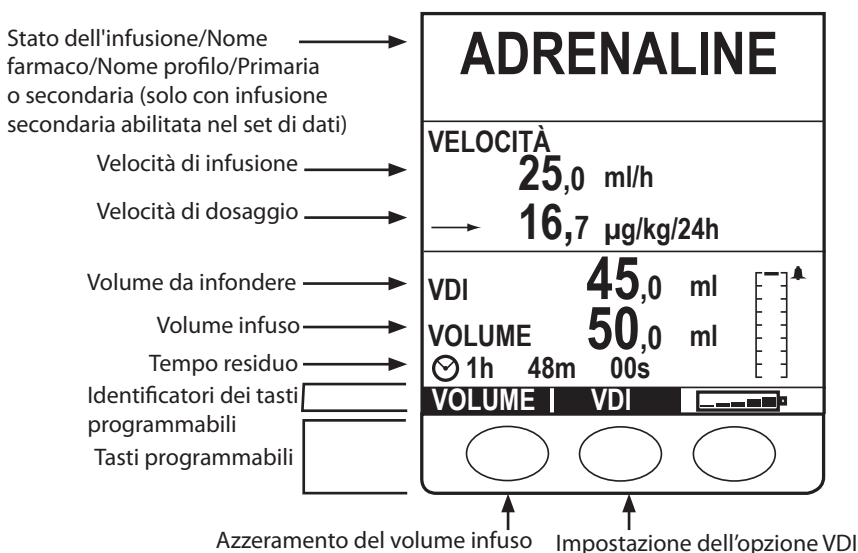 Stato dell'infusione/Nome
farmaco/Nome profilo/Primaria
o secondaria (solo con infusione
secondaria abilitata nel set di dati)
ADRENALINE
VELOCITÀ
Velocità di infusione
25,0 ml/h
Velocità di dosaggio
16,7 µg/kg/24h
Volume da infondere
VDI 45,0 ml
Volume infuso
VOLUME 50,0 ml
Tempo residuo
1h 48m 00s
Identificatori dei tasti
programmabili
VOLUME VDI
Tasti programmabili
Azzeramento del volume infuso
Impostazione dell'opzione VDI